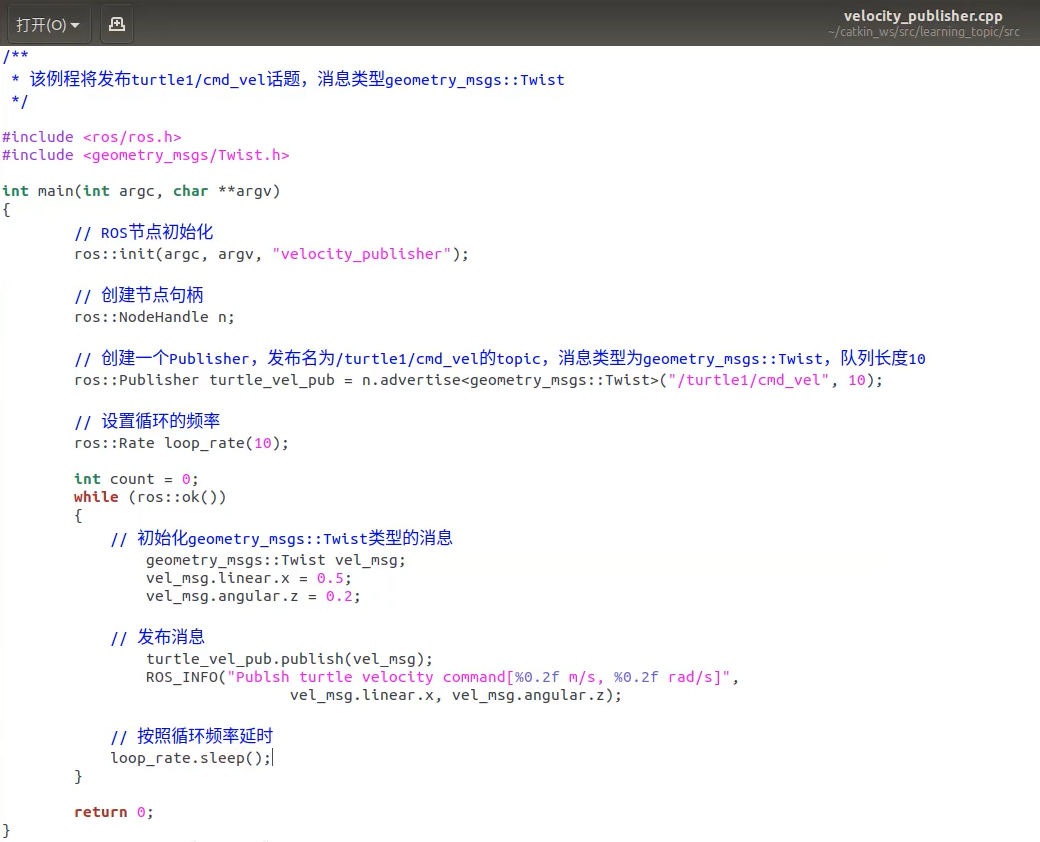 打开(O)
velocity_publisher.cpp
~/catkin_ws/src/learning_topic/src
/**
 * 该例程将发布turtle1/cmd_vel话题，消息类型geometry_msgs::Twist
 */
#include <ros/ros.h>
#include <geometry_msgs/Twist.h>
int main(int argc, char **argv)
{
        // ROS节点初始化
        ros::init(argc, argv, "velocity_publisher");
        // 创建节点句柄
        ros::NodeHandle n;
        // 创建一个Publisher，发布名为/turtle1/cmd_vel的topic，消息类型为geometry_msgs::Twist，队列长度10
        ros::Publisher turtle_vel_pub = n.advertise<geometry_msgs::Twist>("/turtle1/cmd_vel", 10);
        // 设置循环的频率
        ros::Rate loop_rate(10);
        int count = 0;
        while (ros::ok())
        {
            // 初始化geometry_msgs::Twist类型的消息
                geometry_msgs::Twist vel_msg;
                vel_msg.linear.x = 0.5;
                vel_msg.angular.z = 0.2;
            // 发布消息
                turtle_vel_pub.publish(vel_msg);
                ROS_INFO("Publsh turtle velocity command[%0.2f m/s, %0.2f rad/s]",
                                vel_msg.linear.x, vel_msg.angular.z);
            // 按照循环频率延时
            loop_rate.sleep();
        }
        return 0;
}